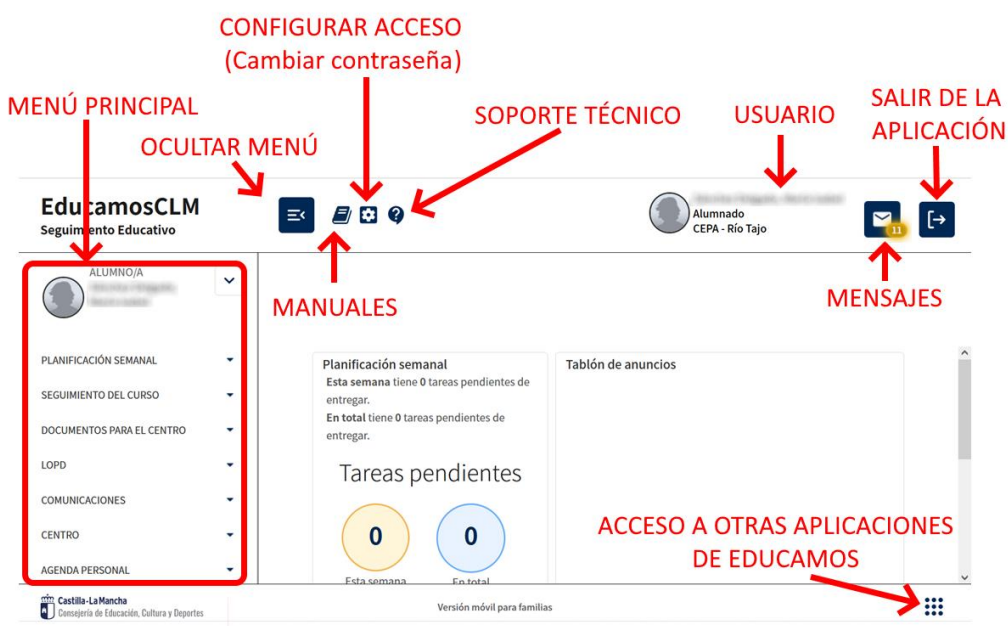 CONFIGURAR ACCESO
(Cambiar contraseña)
MENÚ PRINCIPAL
OCULTAR MENÚ
SOPORTE TÉCNICO
USUARIO
SALIR DE LA
APLICACIÓN
EducamosCLM
Seguimiento Educativo
Alumnado
CEPA - Río Tajo
11
MANUALES
MENSAJES
ALUMNO/A
PLANIFICACIÓN SEMANAL
SEGUIMIENTO DEL CURSO
DOCUMENTOS PARA EL CENTRO
LOPD
COMUNICACIONES
CENTRO
AGENDA PERSONAL
Planificación semanal
Esta semana tiene 0 tareas pendientes de
entregar.
En total tiene 0 tareas pendientes de
entregar.
Tareas pendientes
0
0
Esta semana
En total
Tablón de anuncios
ACCESO A OTRAS APLICACIONES
DE EDUCAMOS
Castilla-La Mancha
Consejería de Educación, Cultura y Deportes
Versión móvil para familias